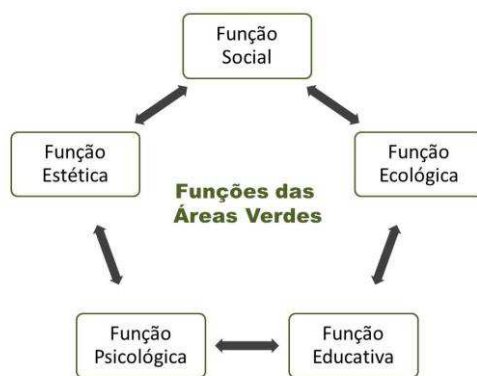 Função
Social
Função
Estética
Função
Ecológica
Funções das
Áreas Verdes
Função
Psicológica
Função
Educativa